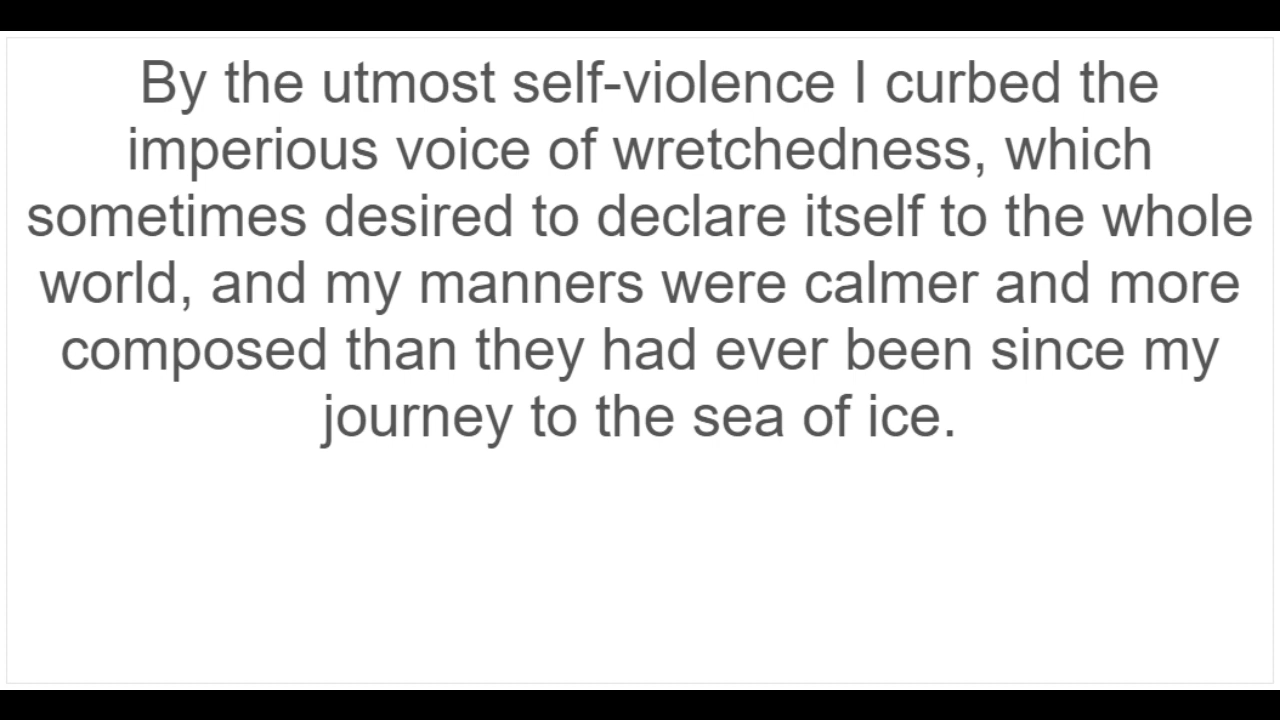 By the utmost self-violence I curbed the
imperious voice of wretchedness, which
sometimes desired to declare itself to the whole
world, and my manners were calmer and more
composed than they had ever been since my
journey to the sea of ice.